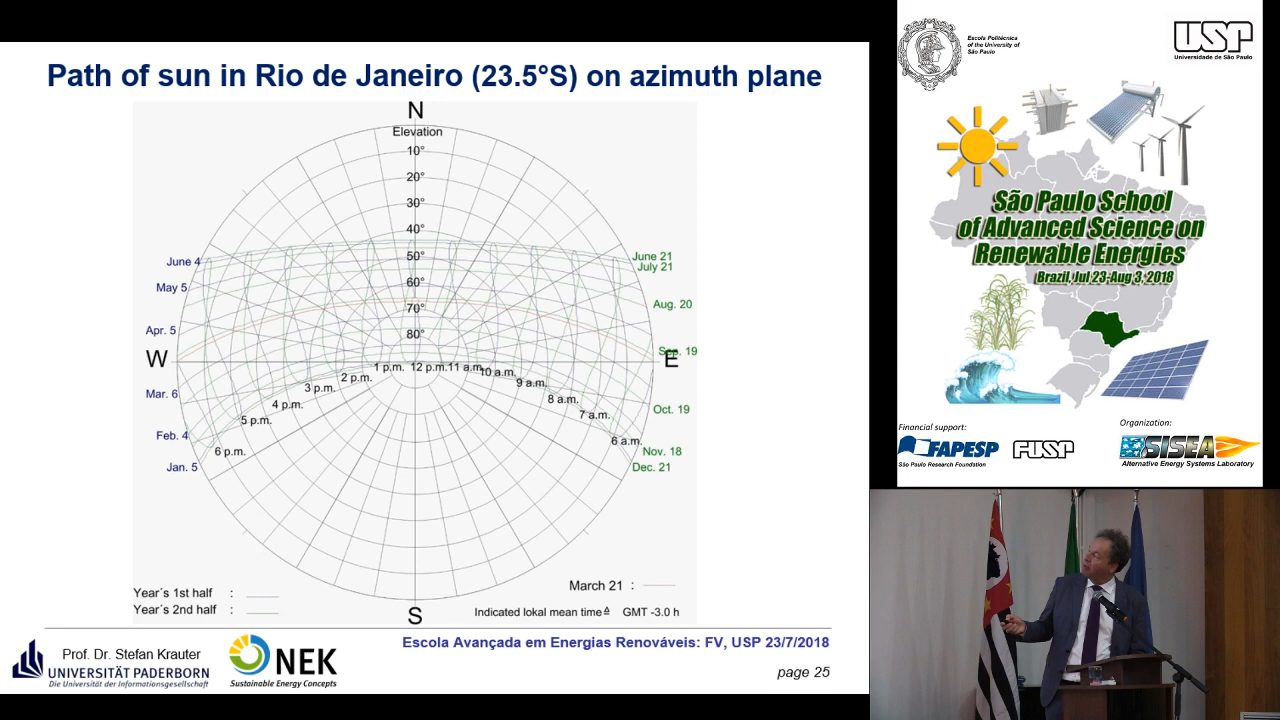 Path of sun in Rio de Janeiro (23.5°S) on azimuth plane
N
Elevation
10°
20°
30°
40°
50°
60°
70°
80°
June 4
May 5
Apr. 5
W
Mar. 6
Feb. 4
Jan. 5
June 21
July 21
Aug. 20
Sep. 19
E
Oct. 19
Nov. 18
Dec. 21
1 p.m.
12 p.m.
11 a.m.
10 a.m.
2 p.m.
9 a.m.
3 p.m.
8 a.m.
4 p.m.
7 a.m.
5 p.m.
6 a.m.
6 p.m.
S
Year´s 1st half :
Year´s 2nd half :
March 21 :
Indicated lokal mean time ≙ GMT -3.0 h
Prof. Dr. Stefan Krauter
UNIVERSITÄT PADERBORN
Die Universität der Informationsgesellschaft
NEK
Sustainable Energy Concepts
Escola Avançada em Energias Renováveis: FV, USP 23/7/2018
page 25
Escola Politécnica
of the University of
São Paulo
USP
Universidade de São Paulo
São Paulo School
of Advanced Science on
Renewable Energies
Brazil, Jul 23-Aug 3, 2018
Financial support:
FAPESP
São Paulo Research Foundation
FUSP
Organization:
SISEA
Alternative Energy Systems Laboratory